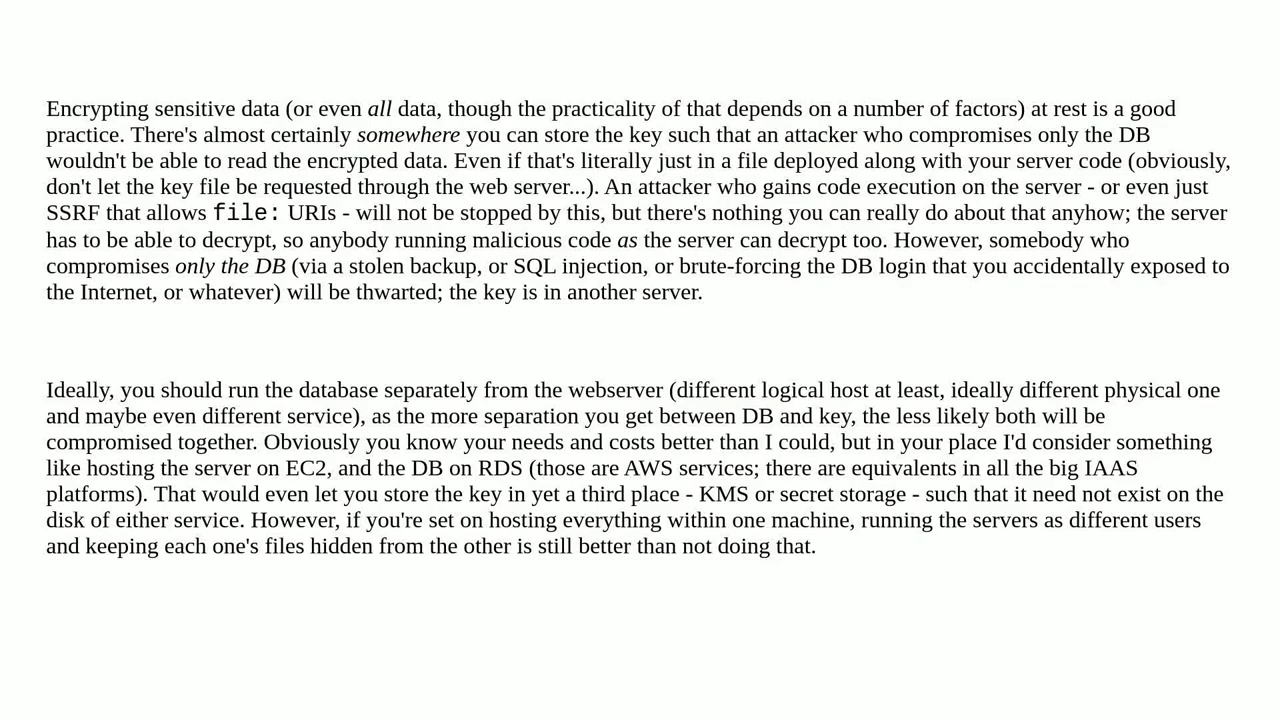 Encrypting sensitive data (or even all data, though the practicality of that depends on a number of factors) at rest is a good
practice. There's almost certainly somewhere you can store the key such that an attacker who compromises only the DB
wouldn't be able to read the encrypted data. Even if that's literally just in a file deployed along with your server code (obviously,
don't let the key file be requested through the web server...). An attacker who gains code execution on the server - or even just
SSRF that allows file: URIs - will not be stopped by this, but there's nothing you can really do about that anyhow; the server
has to be able to decrypt, so anybody running malicious code as the server can decrypt too. However, somebody who
compromises only the DB (via a stolen backup, or SQL injection, or brute-forcing the DB login that you accidentally exposed to
the Internet, or whatever) will be thwarted; the key is in another server.
Ideally, you should run the database separately from the webserver (different logical host at least, ideally different physical one
and maybe even different service), as the more separation you get between DB and key, the less likely both will be
compromised together. Obviously you know your needs and costs better than I could, but in your place I'd consider something
like hosting the server on EC2, and the DB on RDS (those are AWS services; there are equivalents in all the big IAAS
platforms). That would even let you store the key in yet a third place - KMS or secret storage - such that it need not exist on the
disk of either service. However, if you're set on hosting everything within one machine, running the servers as different users
and keeping each one's files hidden from the other is still better than not doing that.